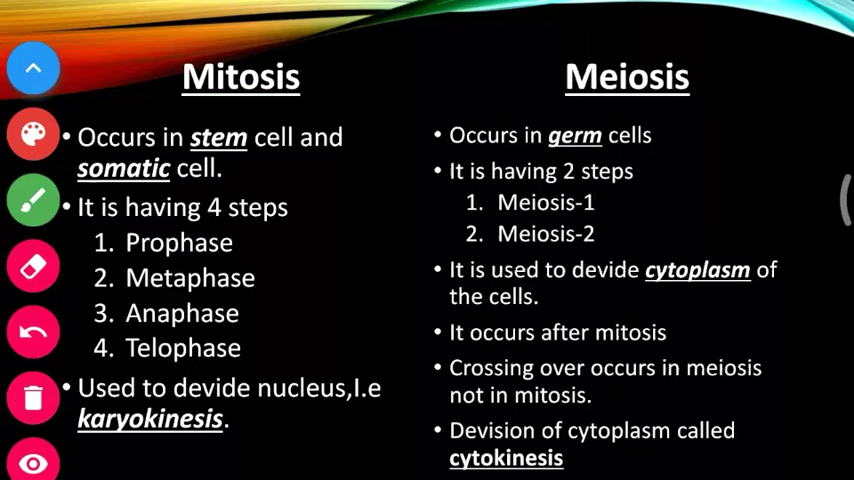 Mitosis
• Occurs in stem cell and
somatic cell.
• It is having 4 steps
1. Prophase
2. Metaphase
3. Anaphase
4. Telophase
• Used to devide nucleus,I.e
karyokinesis.
Meiosis
• Occurs in germ cells
• It is having 2 steps
1. Meiosis-1
2. Meiosis-2
• It is used to devide cytoplasm of
the cells.
• It occurs after mitosis
• Crossing over occurs in meiosis
not in mitosis.
• Devision of cytoplasm called
cytokinesis